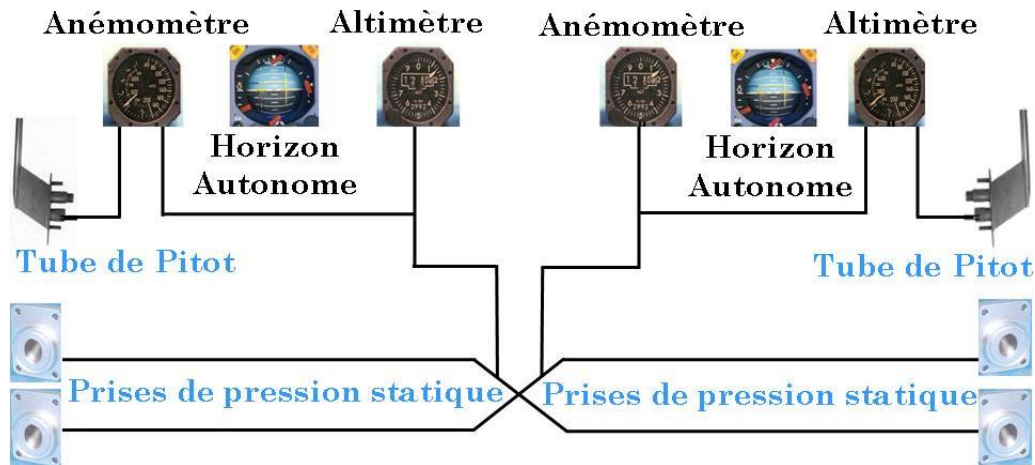 Anémomètre
Altimètre
Anémomètre
Altimètre
Horizon
Autonome
Horizon
Autonome
Tube de Pitot
Tube de Pitot
Prises de pression statique
Prises de pression statique